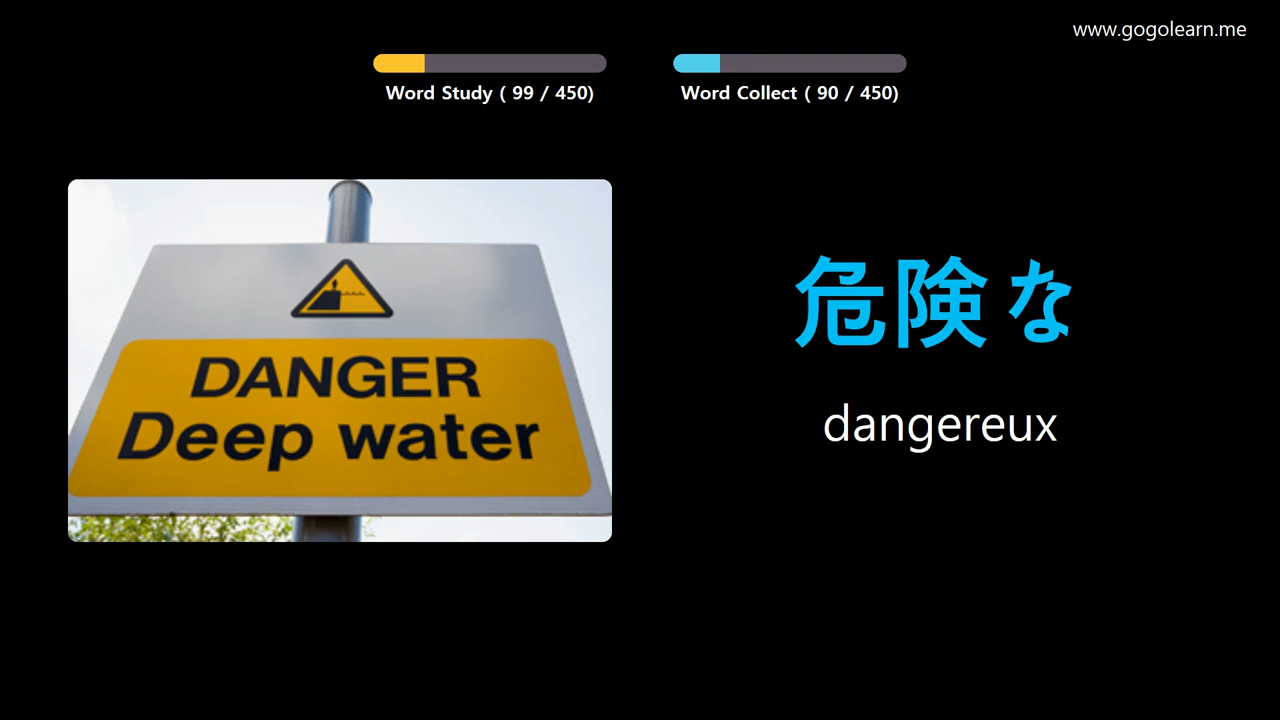 www.gogolearn.me
Word Study ( 99 / 450)
Word Collect ( 90 / 450)
DANGER
Deep water
危険な
dangereux